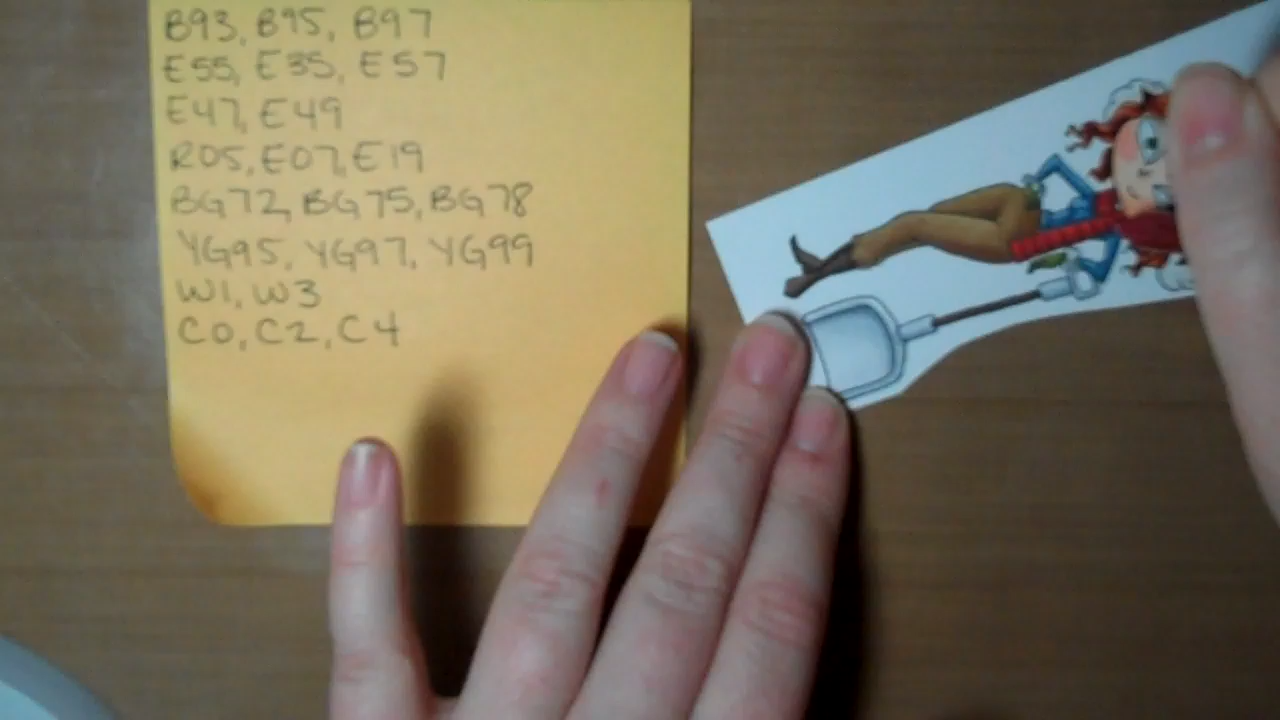 B93, B95, B97
E55, E35, E57
E47, E49
R05, E07, E19
BG72, BG75, BG78
YG95, YG97, YG99
W1, W3
C0, C2, C4